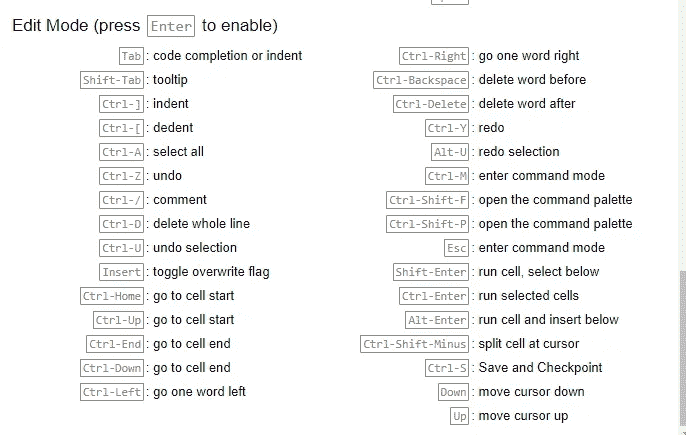 Edit Mode (press Enter to enable)
Tab : code completion or indent
Shift-Tab : tooltip
Ctrl-] : indent
Ctrl-[ : dedent
Ctrl-A : select all
Ctrl-Z : undo
Ctrl-/ : comment
Ctrl-D : delete whole line
Ctrl-U : undo selection
Insert : toggle overwrite flag
Ctrl-Home : go to cell start
Ctrl-Up : go to cell start
Ctrl-End : go to cell end
Ctrl-Down : go to cell end
Ctrl-Left : go one word left
Ctrl-Right : go one word right
Ctrl-Backspace : delete word before
Ctrl-Delete : delete word after
Ctrl-Y : redo
Alt-U : redo selection
Ctrl-M : enter command mode
Ctrl-Shift-F : open the command palette
Ctrl-Shift-P : open the command palette
Esc : enter command mode
Shift-Enter : run cell, select below
Ctrl-Enter : run selected cells
Alt-Enter : run cell and insert below
Ctrl-Shift-Minus : split cell at cursor
Ctrl-S : Save and Checkpoint
Down : move cursor down
Up : move cursor up